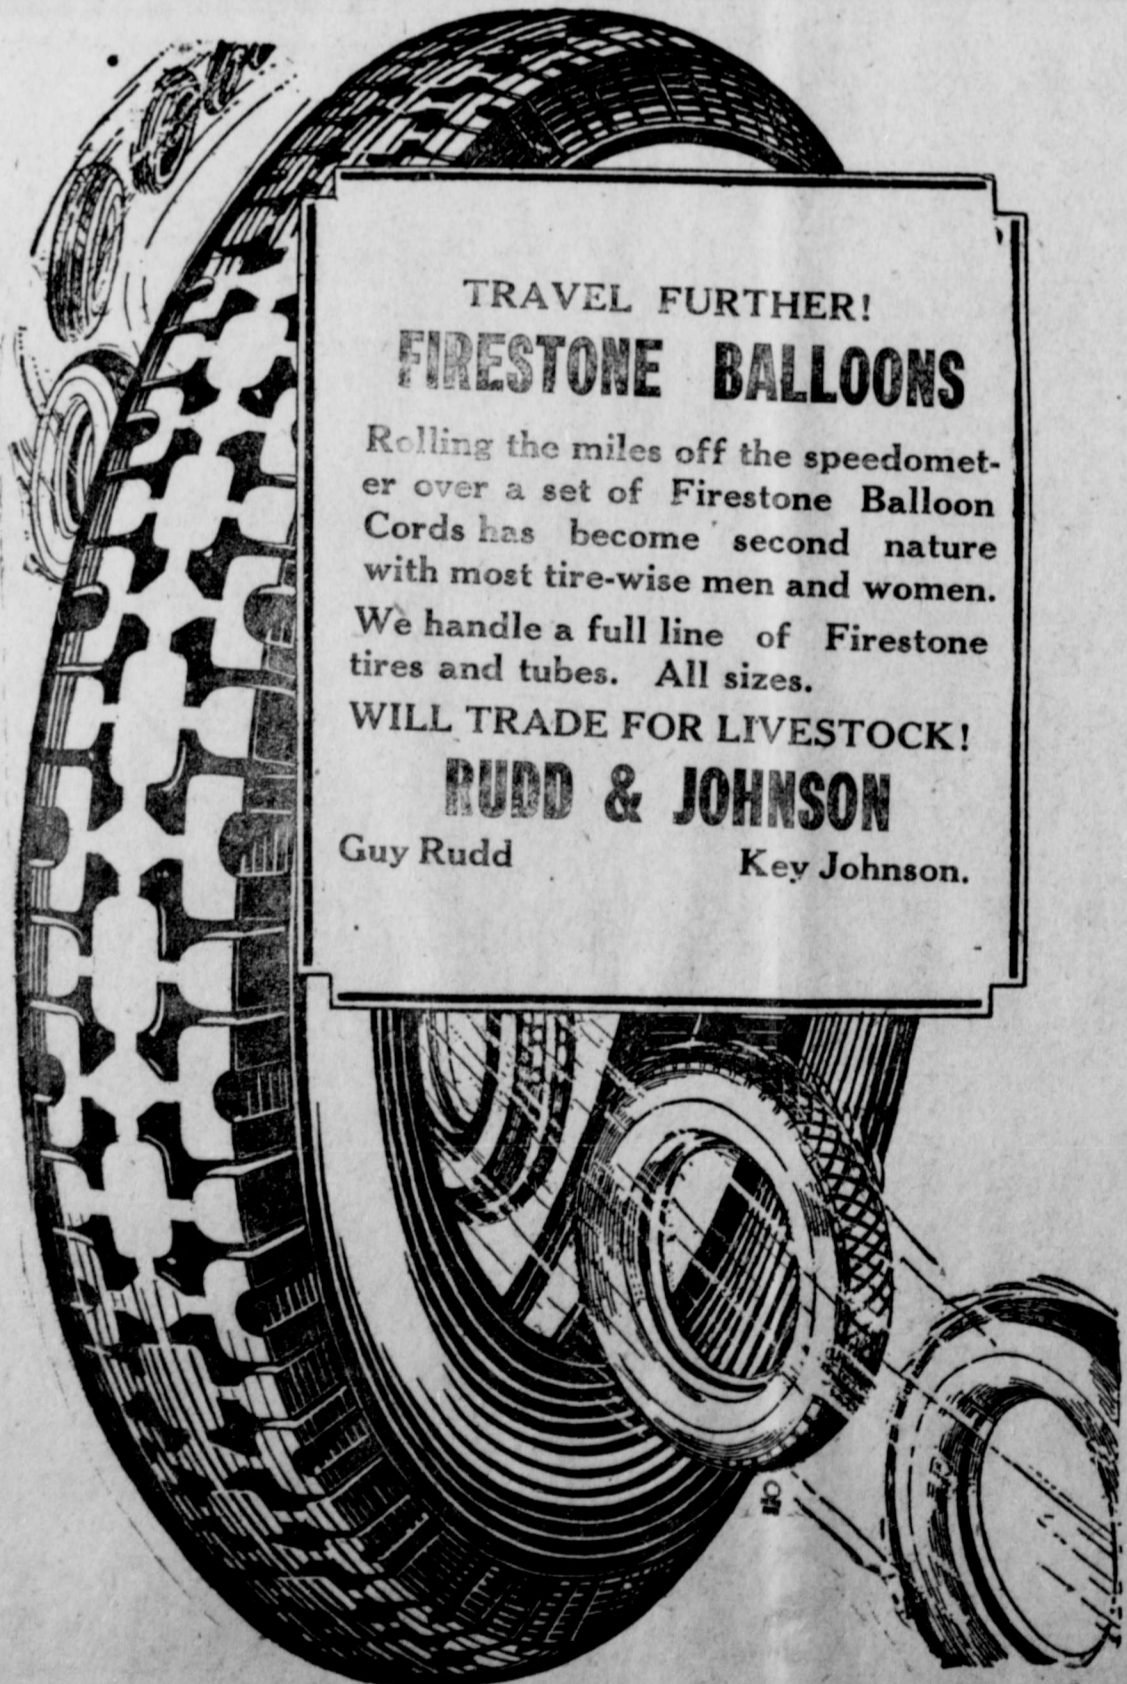 TRAVEL FURTHER!
FIRESTONE BALLOONS
Rolling the miles off the speedomet-
er over a set of Firestone Balloon
Cords has become second nature
with most tire-wise men and women.
We handle a full line of Firestone
tires and tubes. All sizes.
WILL TRADE FOR LIVESTOCK!
RUDD & JOHNSON
Guy Rudd Key Johnson.